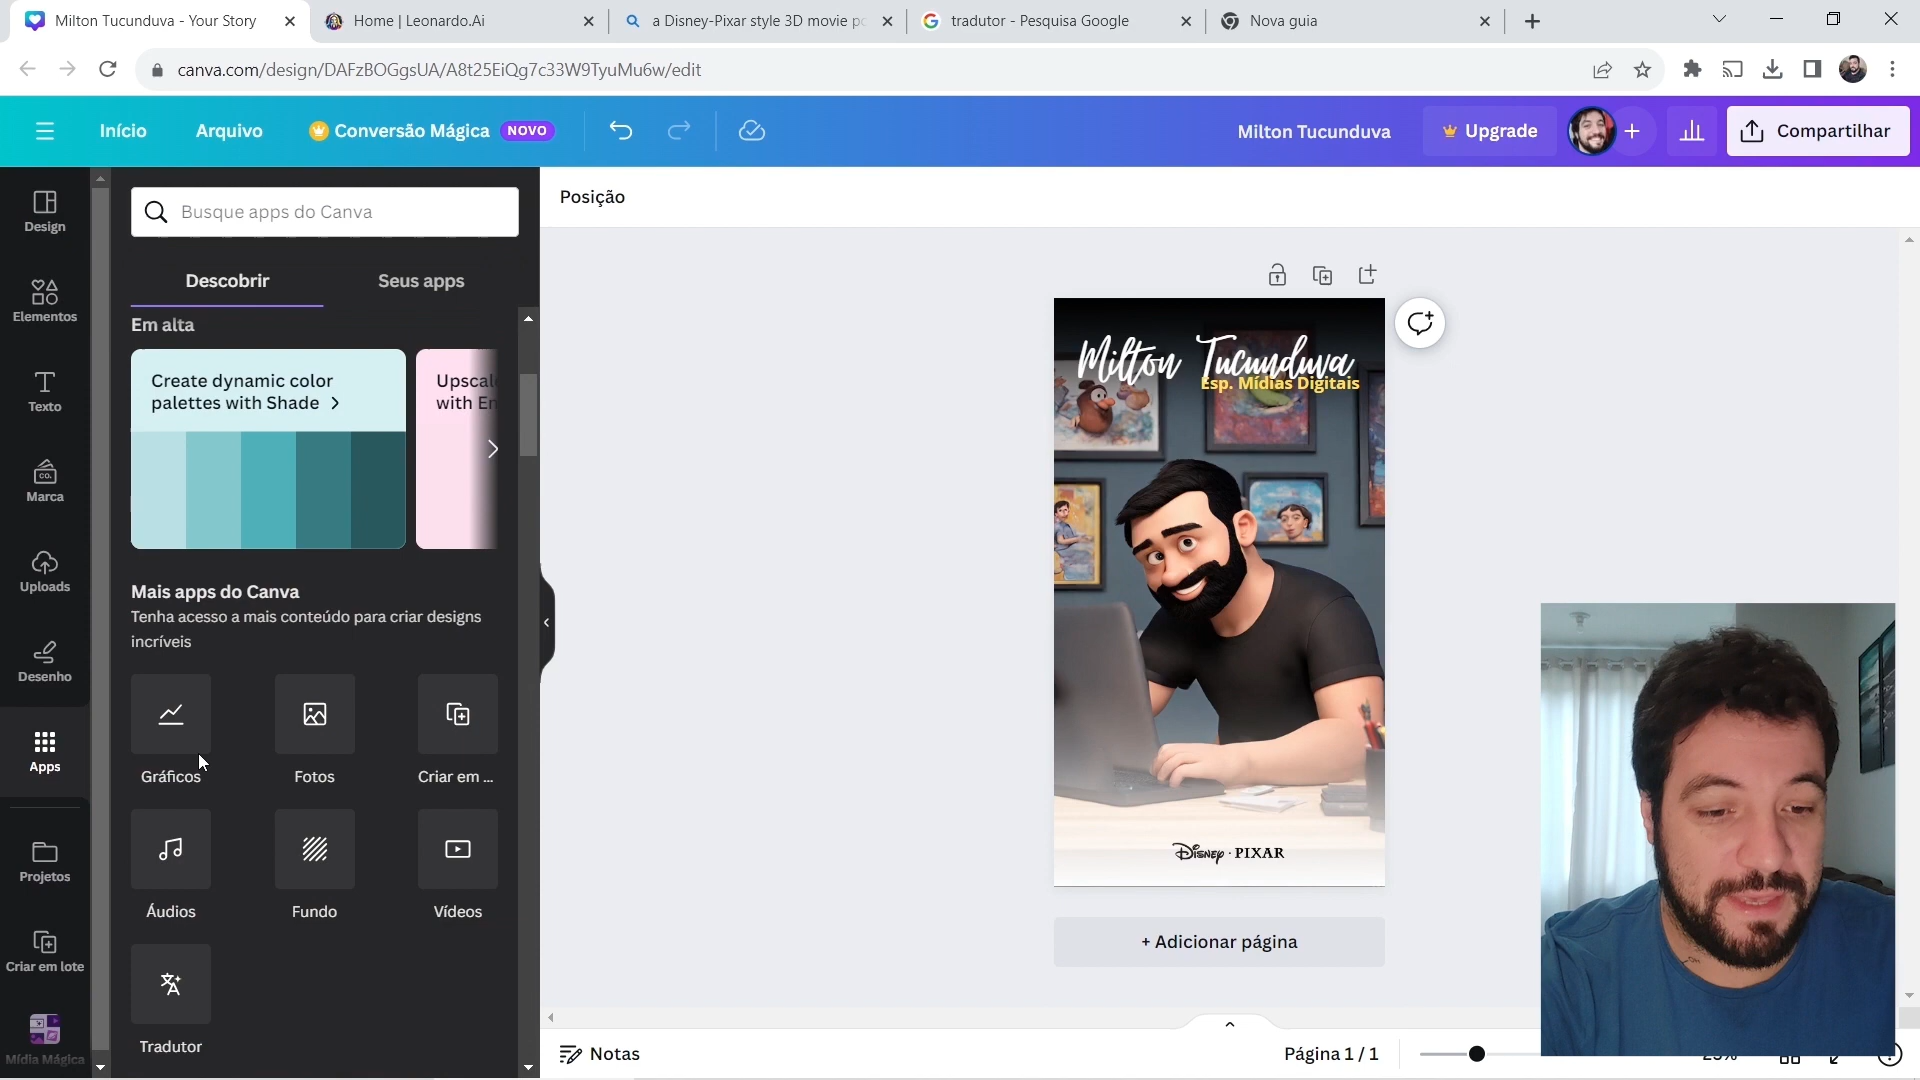 Milton Tucunduva - Your Story
Home | Leonardo.Ai
a Disney-Pixar style 3D movie po
tradutor - Pesquisa Google
Nova guia
canva.com/design/DAFzBOGgsUA/A8t25EiQg7c33W9TyuMu6w/edit
Início
Arquivo
Conversão Mágica NOVO
Milton Tucunduva
Upgrade
Compartilhar
Design
Elementos
Texto
CO.
Marca
Uploads
Desenho
Apps
Projetos
Criar em lote
Mídia Mágica
Busque apps do Canva
Descobrir
Seus apps
Em alta
Create dynamic color
palettes with Shade >
Upscal
with En
Mais apps do Canva
Tenha acesso a mais conteúdo para criar designs
incríveis
Gráficos
Fotos
Criar em ...
Áudios
Fundo
Vídeos
Tradutor
Posição
Milton Tucunduva
Esp. Mídias Digitais
Disney · PIXAR
+ Adicionar página
Notas
Página 1 / 1